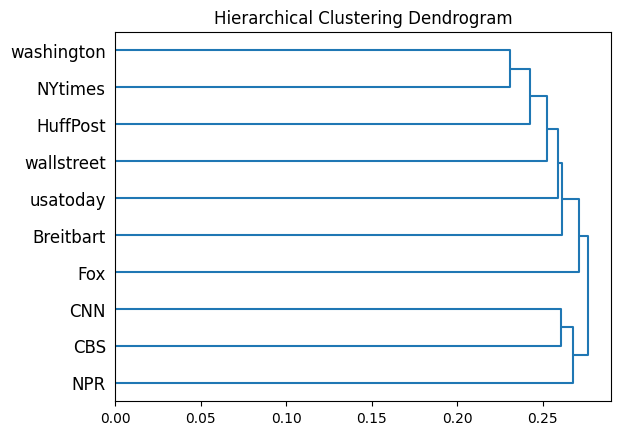 Hierarchical Clustering Dendrogram
washington
NYtimes
HuffPost
wallstreet
usatoday
Breitbart
Fox
CNN
CBS
NPR
0.00 0.05 0.10 0.15 0.20 0.25